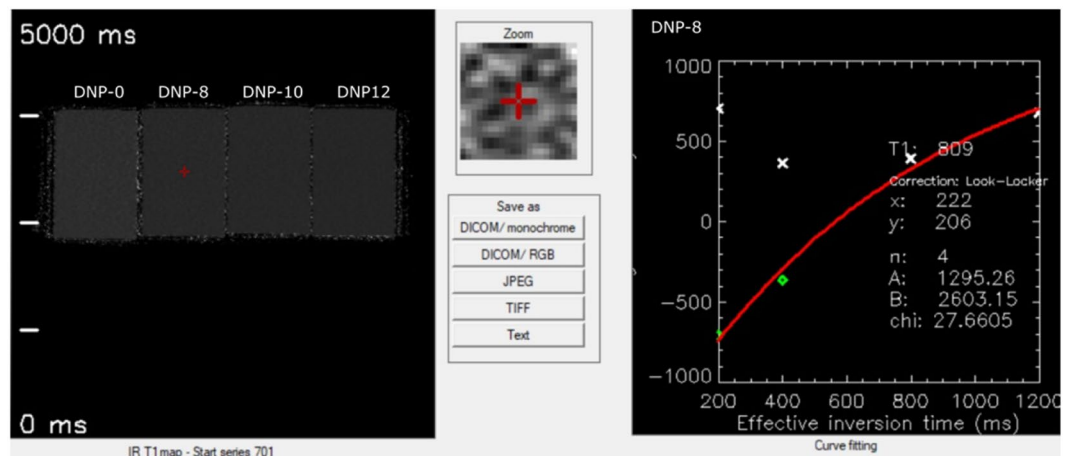 5000 ms
DNP-0 DNP-8 DNP-10 DNP12
0 ms
IR T1map - Start series 701
Zoom
Save as
DICOM/ monochrome
DICOM/ RGB
JPEG
TIFF
Text
DNP-8
1000
500
0
-500
-1000
T1: 809
Correction: Look-Locker
x: 222
y: 206
n: 4
A: 1295.26
B: 2603.15
chi: 27.6605
200 400 600 800 1000 1200
Effective inversion time (ms)
Curve fitting